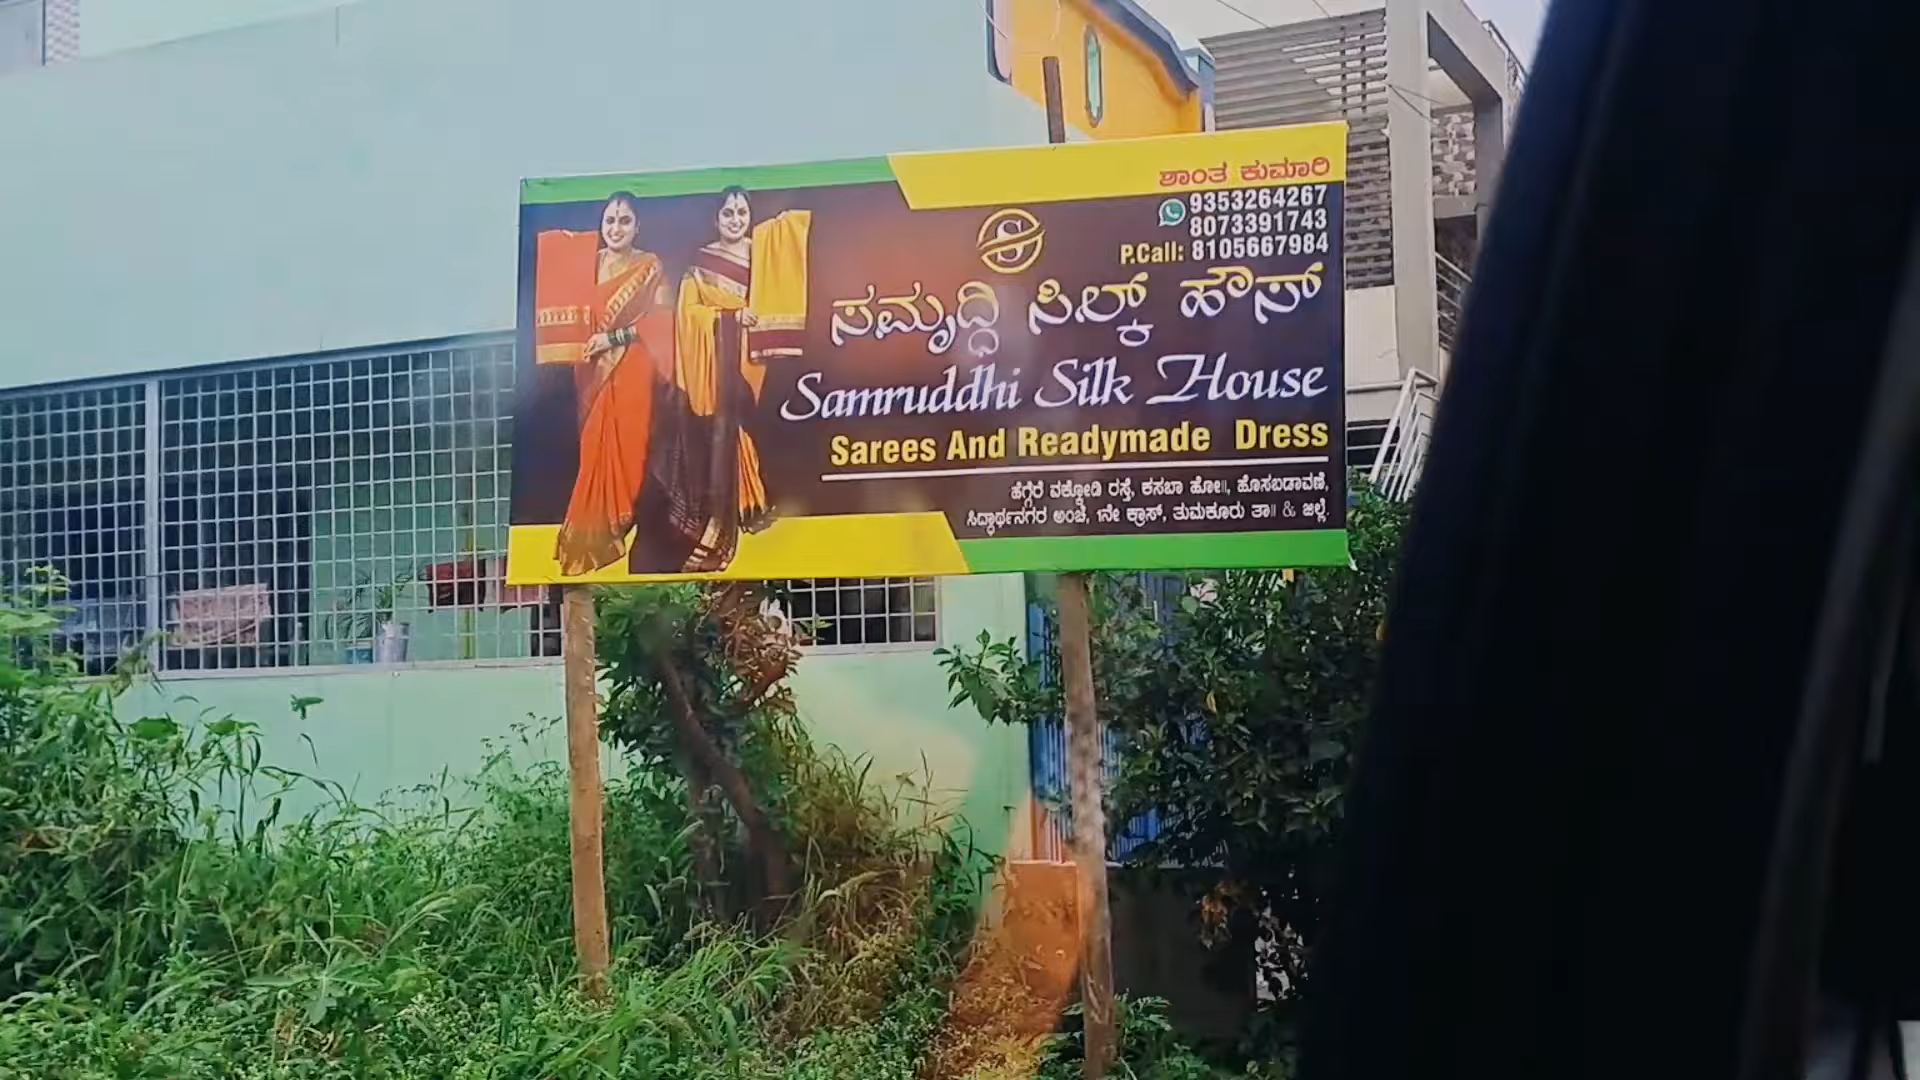 ಶಾಂತ ಕುಮಾರಿ
9353264267
8073391743
P.Call: 8105667984
S
ಸಮೃದ್ಧಿ ಸಿಲ್ಕ್ ಹೌಸ್
Samruddhi Silk House
Sarees And Readymade Dress
ಹೆಗ್ಗೆರೆ ವಕ್ಕೋಡಿ ರಸ್ತೆ, ಕಸಬಾ ಹೋ॥, ಹೊಸಬಡಾವಣೆ,
ಸಿದ್ಧಾರ್ಥನಗರ ಅಂಚೆ, 1ನೇ ಕ್ರಾಸ್, ತುಮಕೂರು ತಾ॥ & ಜಿಲ್ಲೆ.